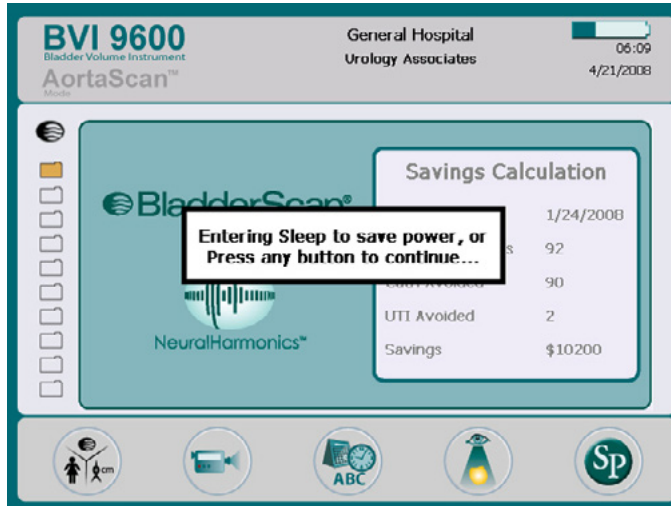 BVI 9600
Bladder Volume Instrument
AortaScan™
Mode
General Hospital
Urology Associates
06:09
4/21/2008
BladderScan®
NeuralHarmonics™
Savings Calculation
1/24/2008
s 92
90
UTI Avoided 2
Savings $10200
Entering Sleep to save power, or
Press any button to continue...
ABC
cm
SP